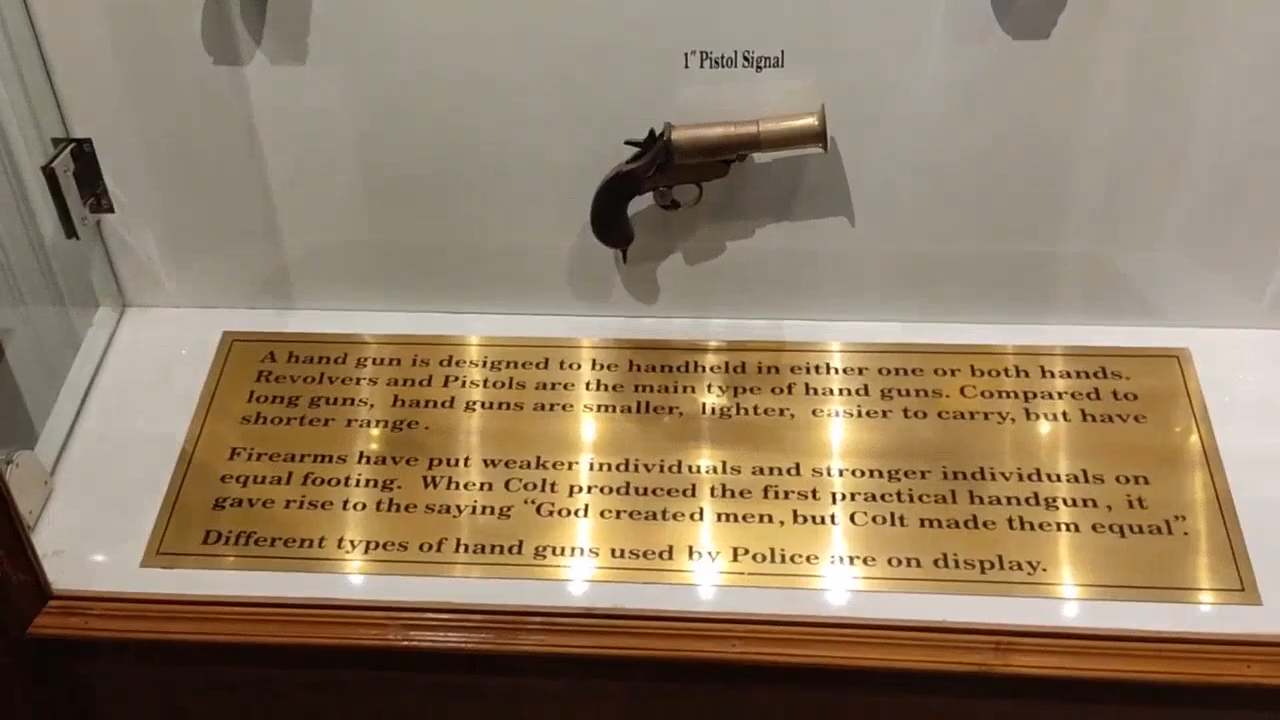 1" Pistol Signal
A hand gun is designed to be handheld in either one or both hands.
Revolvers and Pistols are the main type of hand guns. Compared to
long guns, hand guns are smaller, lighter, easier to carry, but have
shorter range.
Firearms have put weaker individuals and stronger individuals on
equal footing. When Colt produced the first practical handgun, it
gave rise to the saying “God created men, but Colt made them equal”.
Different types of hand guns used by Police are on display.